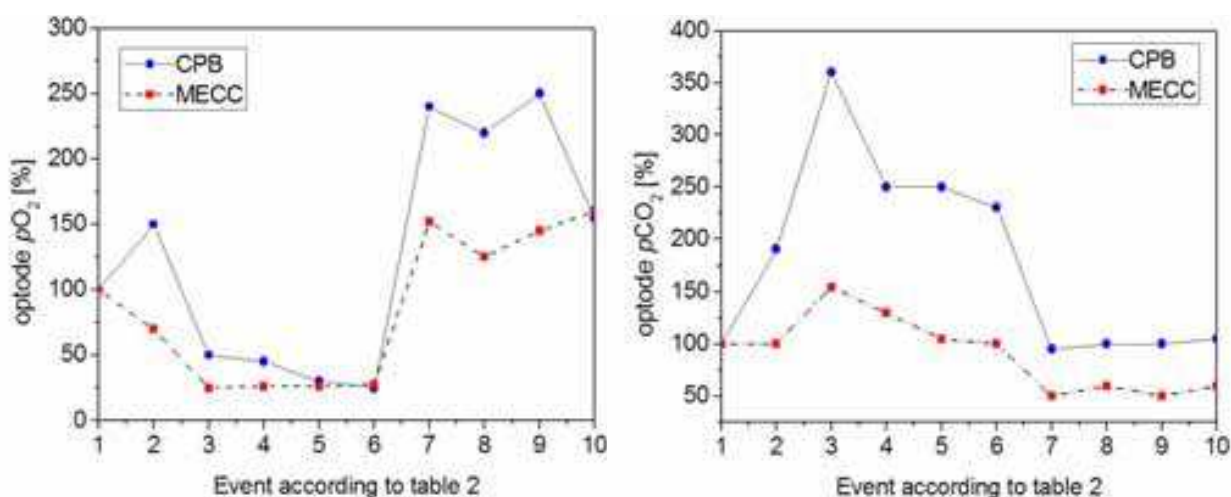 300
250
200
150
100
50
0
optode pO2 [%]
CPB
MECC
1 2 3 4 5 6 7 8 9 10
Event according to table 2
400
350
300
250
200
150
100
50
optode pCO2 [%]
CPB
MECC
1 2 3 4 5 6 7 8 9 10
Event according to table 2